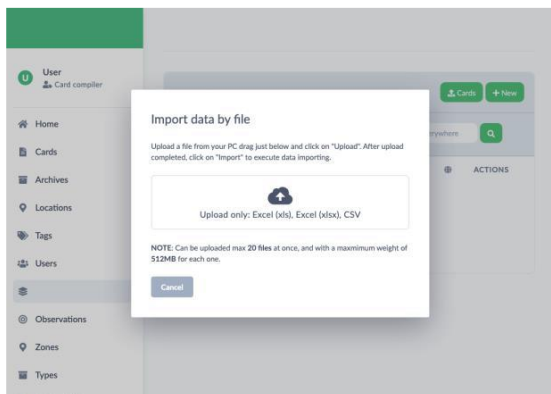 U
User
Card compiler
Cards
+ New
Home
Import data by file
erywhere
Upload a file from your PC drag just below and click on "Upload". After upload
completed, click on "Import" to execute data importing.
Cards
ACTIONS
Archives
Locations
Upload only: Excel (xls), Excel (xlsx), CSV
Tags
NOTE: Can be uploaded max 20 files at once, and with a maxmimum weight of
512MB for each one.
Users
Cancel
Observations
Zones
Types